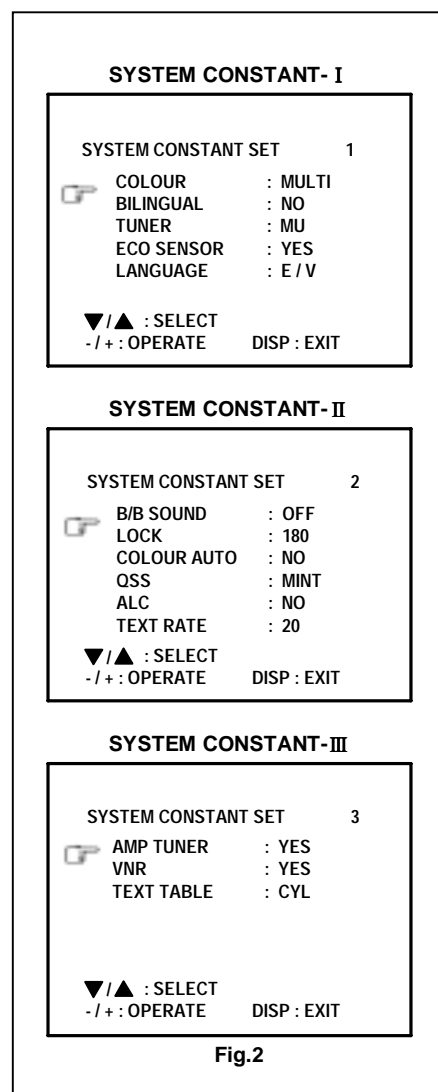 SYSTEM CONSTANT- I
SYSTEM CONSTANT SET 1
COLOUR : MULTI
BILINGUAL : NO
TUNER : MU
ECO SENSOR : YES
LANGUAGE : E / V
▼/▲ : SELECT
- / + : OPERATE DISP : EXIT
SYSTEM CONSTANT- II
SYSTEM CONSTANT SET 2
B/B SOUND : OFF
LOCK : 180
COLOUR AUTO : NO
QSS : MINT
ALC : NO
TEXT RATE : 20
▼/▲ : SELECT
- / + : OPERATE DISP : EXIT
SYSTEM CONSTANT- III
SYSTEM CONSTANT SET 3
AMP TUNER : YES
VNR : YES
TEXT TABLE : CYL
▼/▲ : SELECT
- / + : OPERATE DISP : EXIT
Fig.2